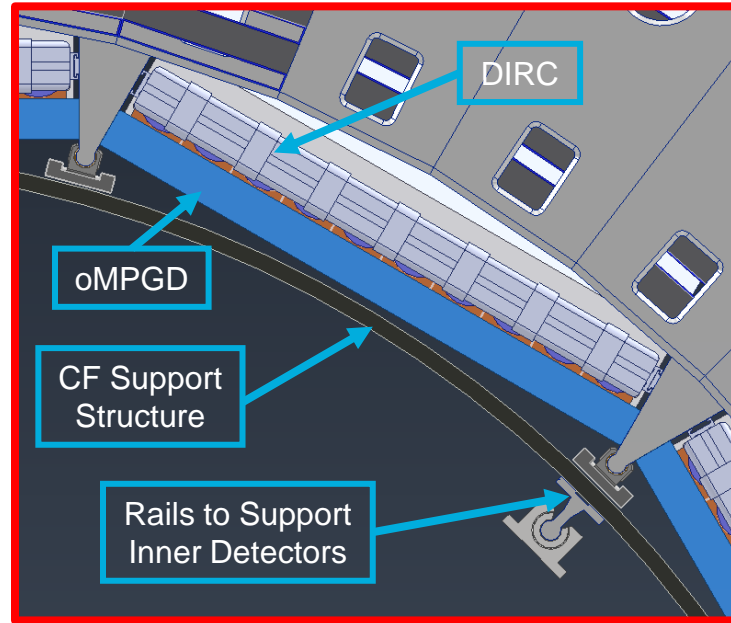 DIRC
oMPGD
CF Support
Structure
Rails to Support
Inner Detectors